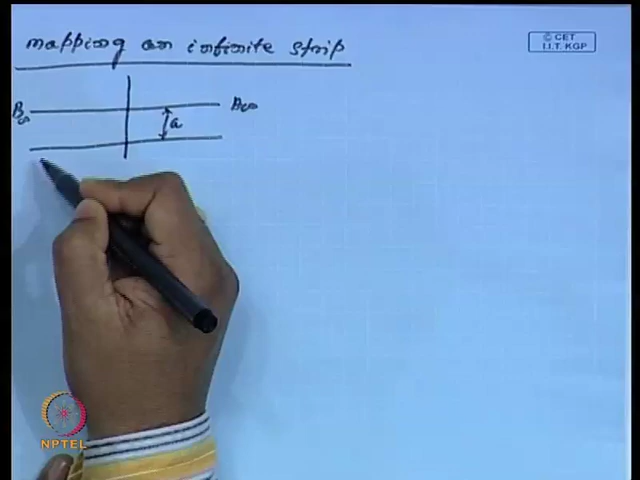 mapping an infinite strip
© CET
I.I.T. KGP
B∞
A∞
a
NPTEL